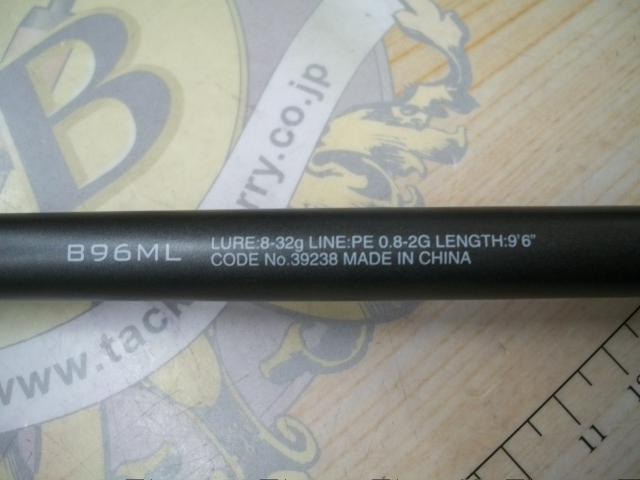 B
www.tack rry.co.jp
B96ML
LURE:8-32g LINE:PE 0.8-2G LENGTH:9'6"
CODE No.39238 MADE IN CHINA
11